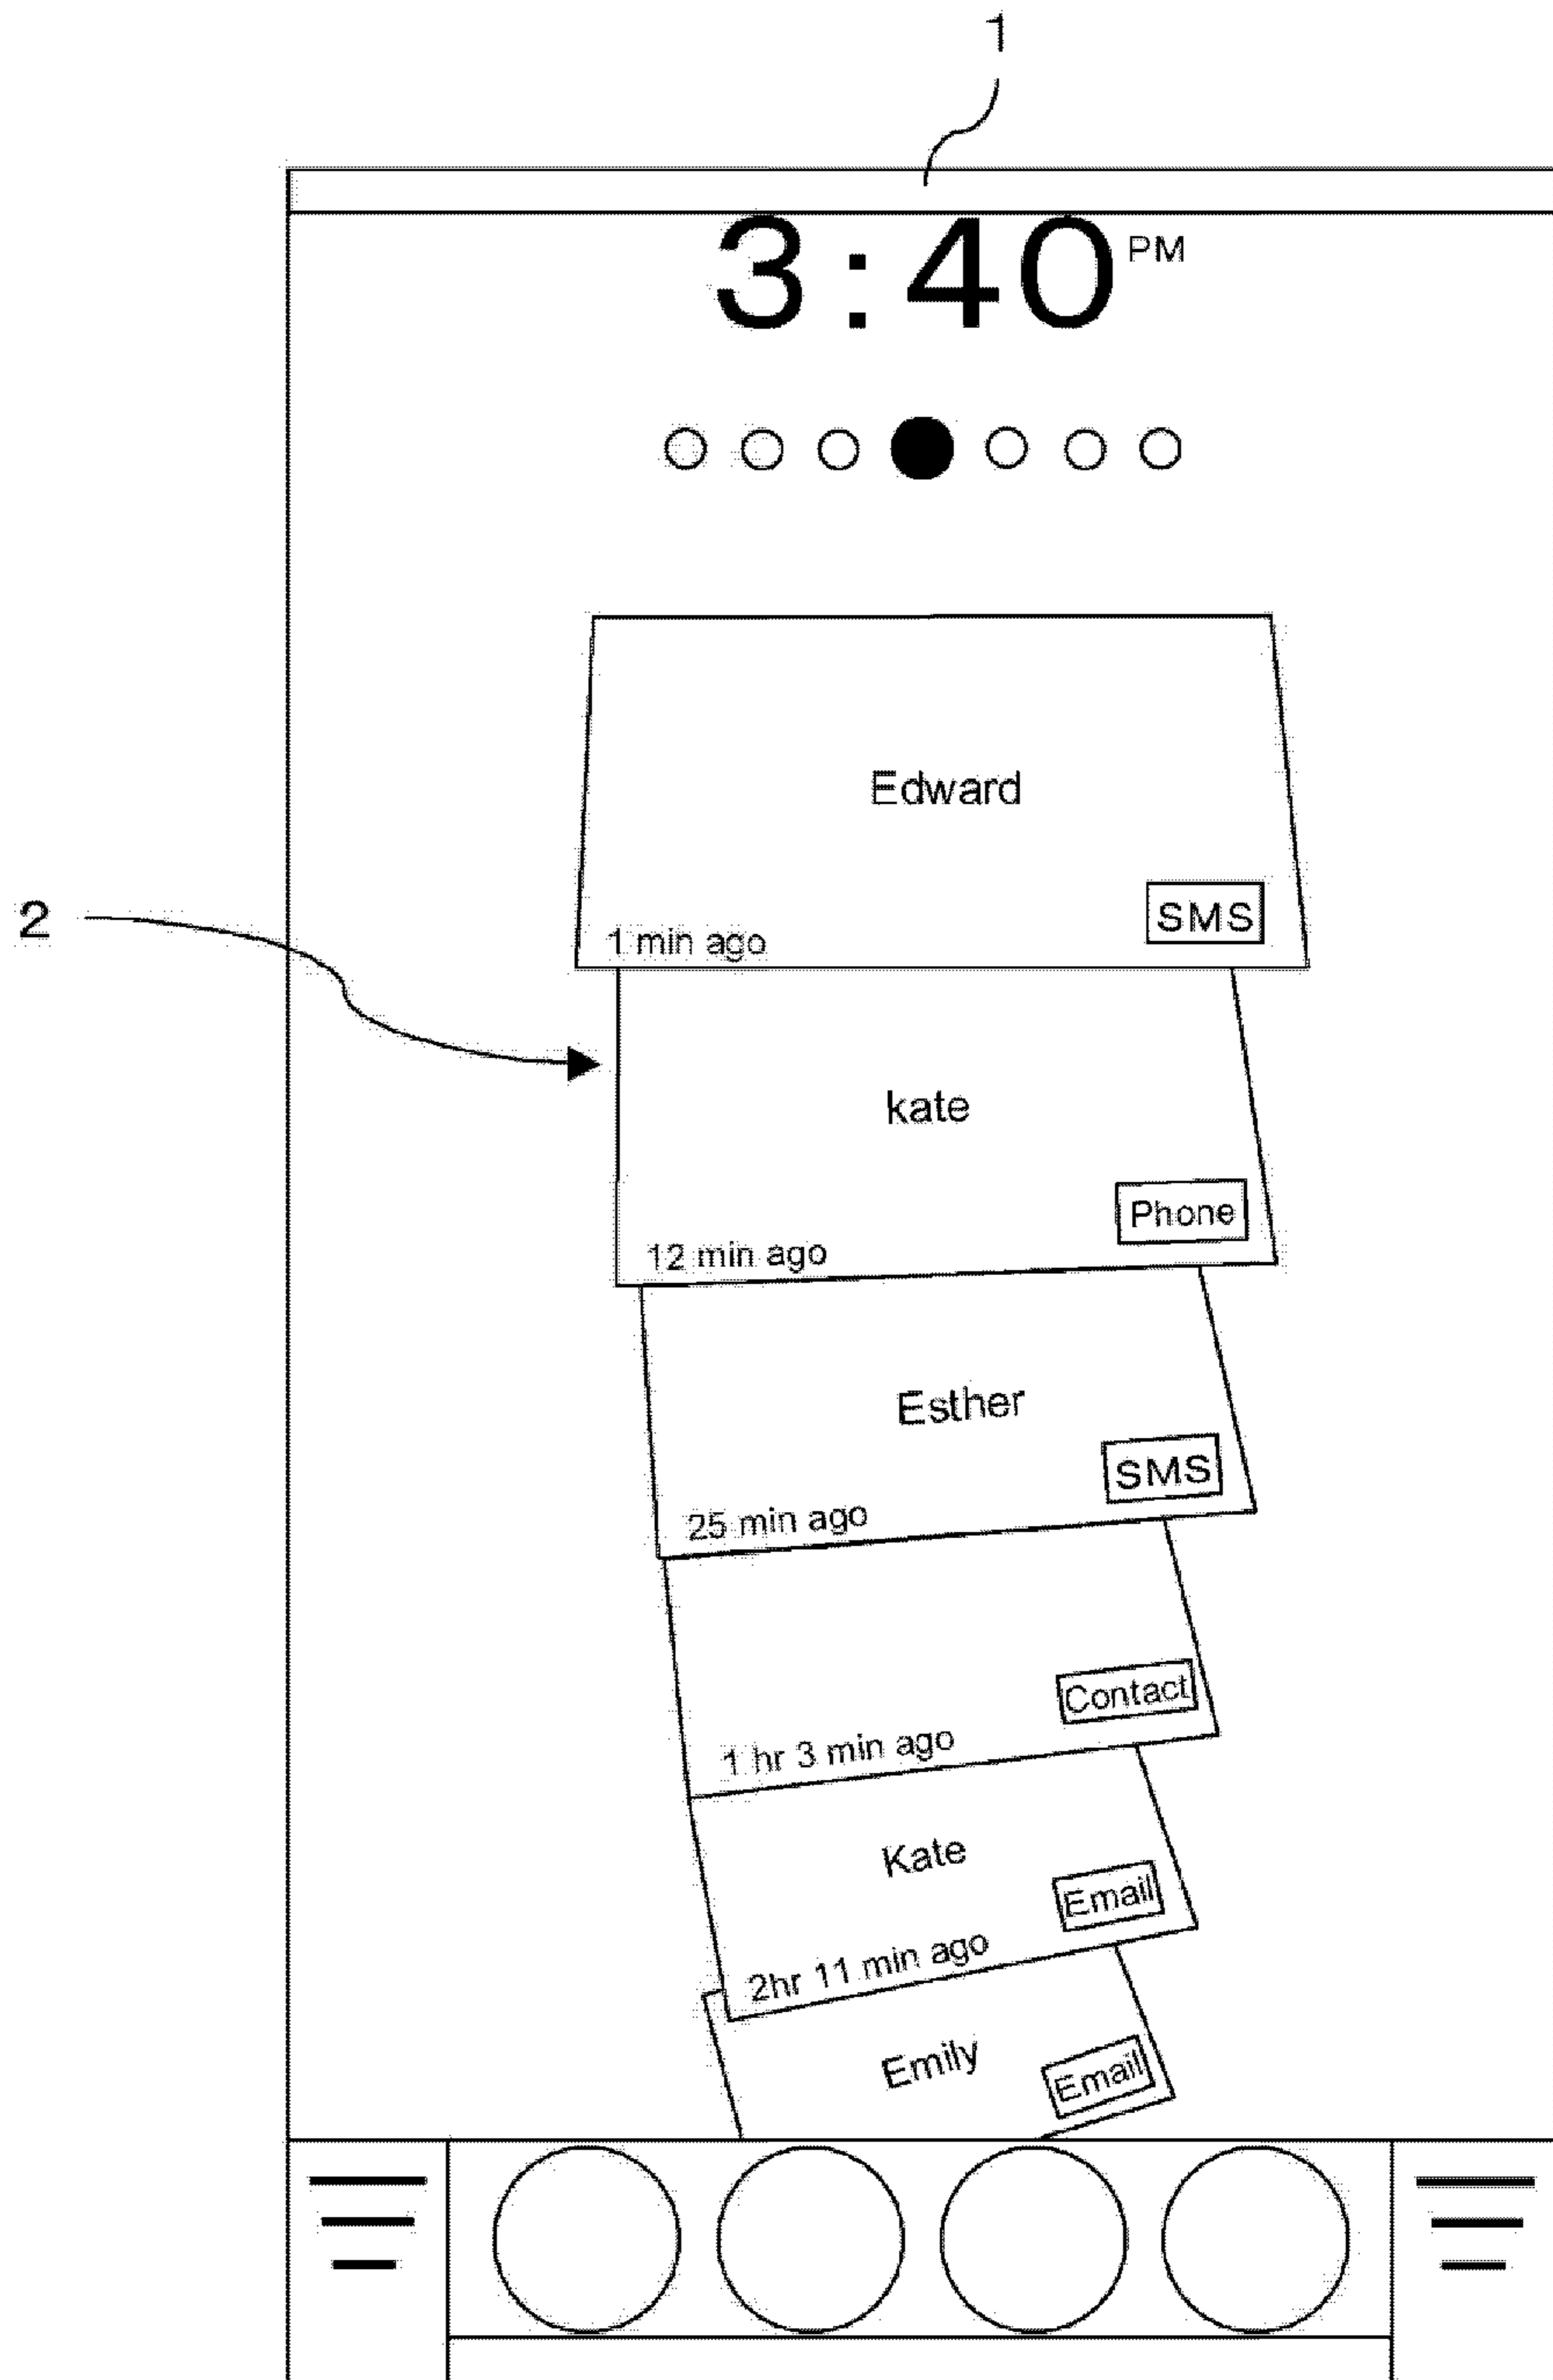 1
3:40 PM
Edward
SMS
1 min ago
2
kate
Phone
12 min ago
Esther
SMS
25 min ago
Contact
1 hr 3 min ago
Kate
Email
2hr 11 min ago
Emily
Email